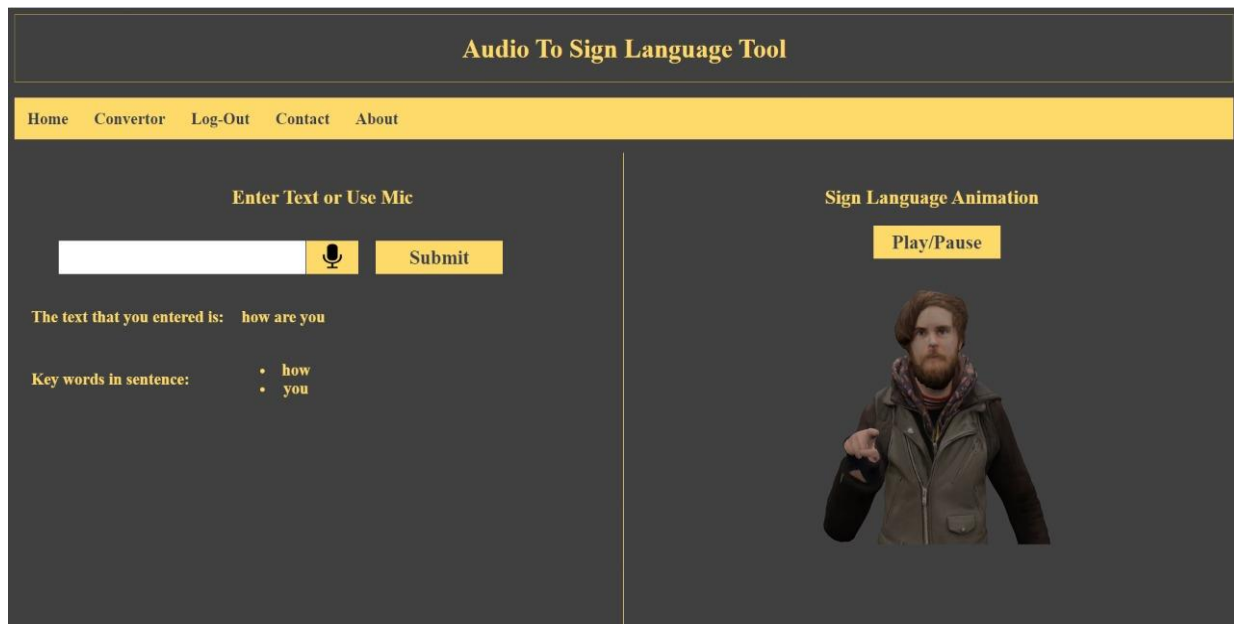 Audio To Sign Language Tool
Home Convertor Log-Out Contact About
Enter Text or Use Mic
Submit
The text that you entered is: how are you
Key words in sentence:
• how
• you
Sign Language Animation
Play/Pause